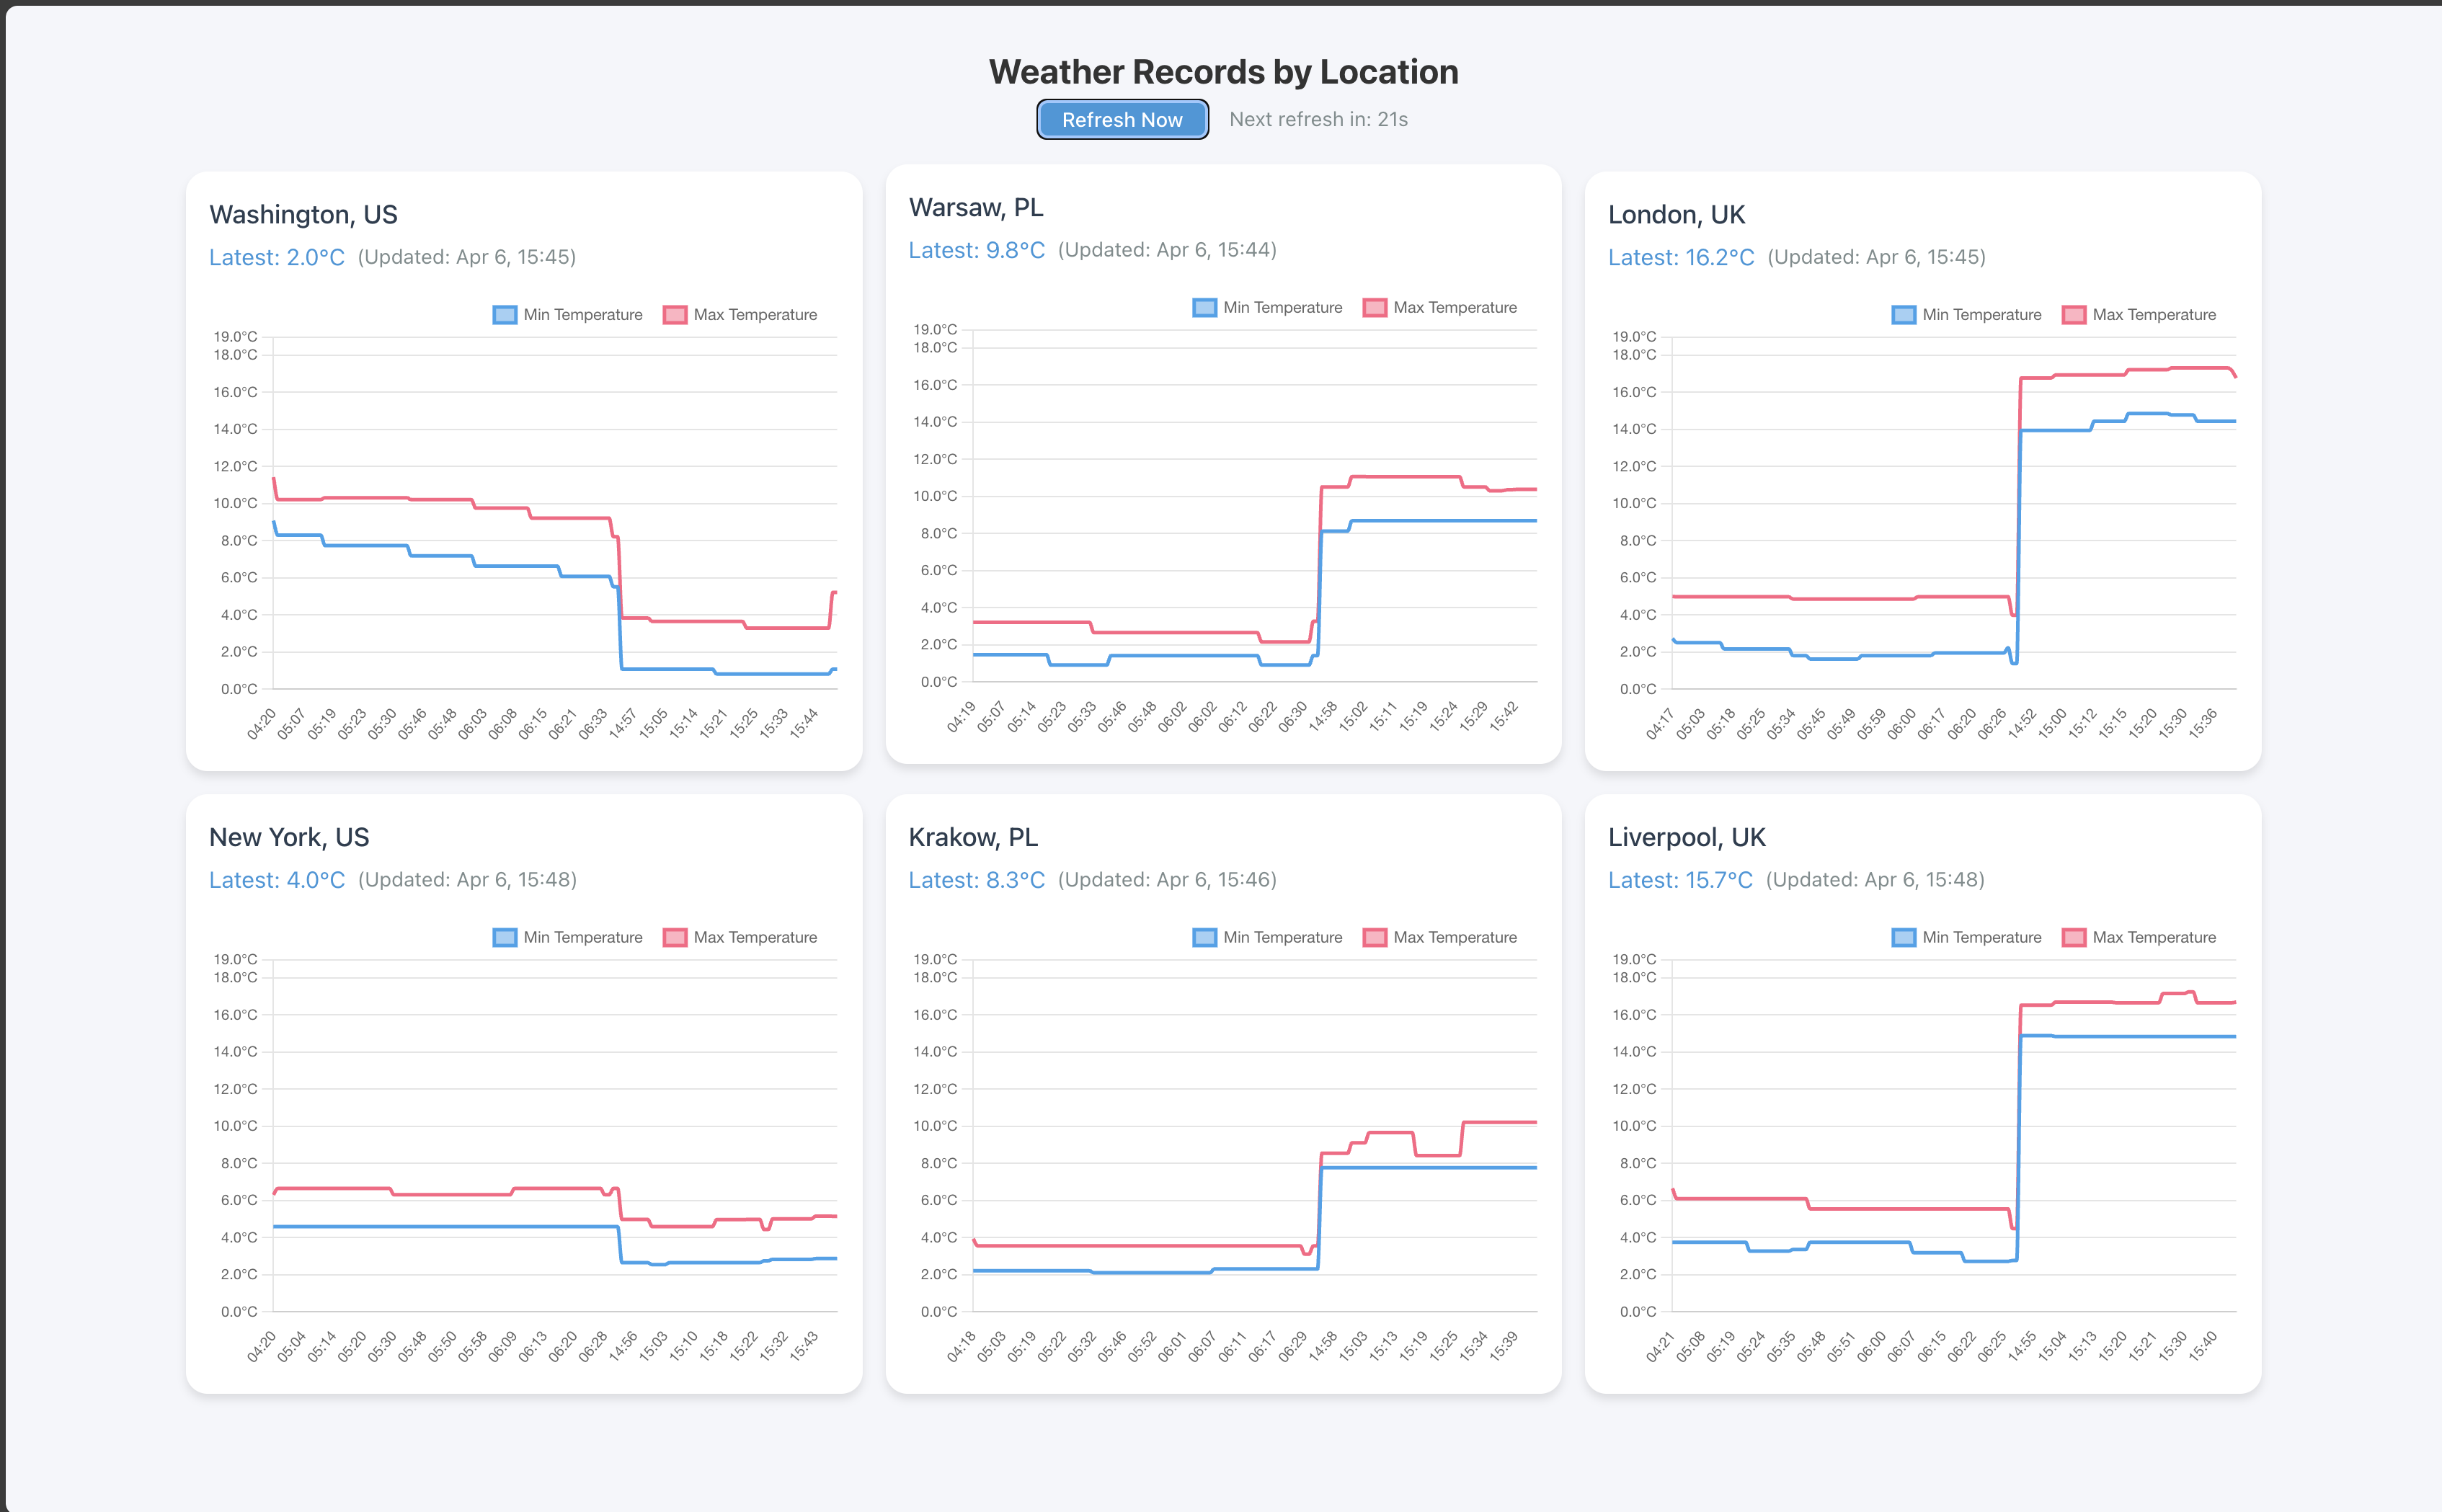 Weather Records by Location
Refresh Now Next refresh in: 21s
Washington, US
Latest: 2.0°C (Updated: Apr 6, 15:45)
Min Temperature Max Temperature
19.0°C
18.0°C
16.0°C
14.0°C
12.0°C
10.0°C
8.0°C
6.0°C
4.0°C
2.0°C
0.0°C
04:20 05:07 05:19 05:23 05:30 05:46 05:48 06:03 06:08 06:15 06:21 06:33 14:57 15:05 15:14 15:21 15:25 15:33 15:44
Warsaw, PL
Latest: 9.8°C (Updated: Apr 6, 15:44)
Min Temperature Max Temperature
19.0°C
18.0°C
16.0°C
14.0°C
12.0°C
10.0°C
8.0°C
6.0°C
4.0°C
2.0°C
0.0°C
04:19 05:07 05:14 05:23 05:33 05:46 05:48 06:02 06:02 06:12 06:22 06:30 14:58 15:02 15:11 15:19 15:24 15:29 15:42
London, UK
Latest: 16.2°C (Updated: Apr 6, 15:45)
Min Temperature Max Temperature
19.0°C
18.0°C
16.0°C
14.0°C
12.0°C
10.0°C
8.0°C
6.0°C
4.0°C
2.0°C
0.0°C
04:17 05:03 05:18 05:25 05:34 05:45 05:49 05:59 06:00 06:17 06:20 06:26 14:52 15:00 15:12 15:15 15:20 15:30 15:36
New York, US
Latest: 4.0°C (Updated: Apr 6, 15:48)
Min Temperature Max Temperature
19.0°C
18.0°C
16.0°C
14.0°C
12.0°C
10.0°C
8.0°C
6.0°C
4.0°C
2.0°C
0.0°C
04:20 05:04 05:14 05:20 05:30 05:48 05:50 05:58 06:09 06:13 06:20 06:28 14:56 15:03 15:10 15:18 15:22 15:32 15:43
Krakow, PL
Latest: 8.3°C (Updated: Apr 6, 15:46)
Min Temperature Max Temperature
19.0°C
18.0°C
16.0°C
14.0°C
12.0°C
10.0°C
8.0°C
6.0°C
4.0°C
2.0°C
0.0°C
04:18 05:03 05:19 05:22 05:32 05:46 05:52 06:01 06:07 06:11 06:17 06:29 14:58 15:03 15:13 15:19 15:25 15:34 15:39
Liverpool, UK
Latest: 15.7°C (Updated: Apr 6, 15:48)
Min Temperature Max Temperature
19.0°C
18.0°C
16.0°C
14.0°C
12.0°C
10.0°C
8.0°C
6.0°C
4.0°C
2.0°C
0.0°C
04:21 05:08 05:19 05:24 05:35 05:48 05:51 06:00 06:07 06:15 06:22 06:25 14:55 15:04 15:13 15:20 15:21 15:30 15:40